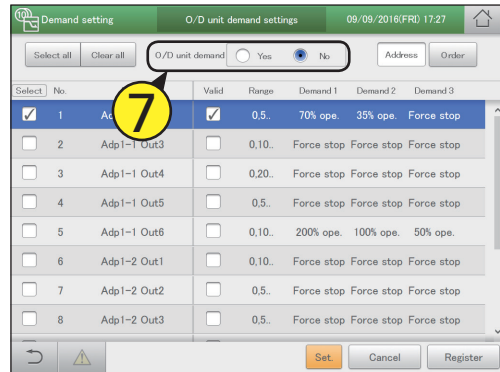 Demand setting O/D unit demand settings 09/09/2016(FRI) 17:27
Select all Clear all O/D unit demand Yes No Address Order
Select No. Valid Range Demand 1 Demand 2 Demand 3
1 0,5.. 70% ope. 35% ope. Force stop
7
2 Adp1-1 Out3 0,10.. Force stop Force stop Force stop
3 Adp1-1 Out4 0,20.. Force stop Force stop Force stop
4 Adp1-1 Out5 0,5.. Force stop Force stop Force stop
5 Adp1-1 Out6 0,10.. 200% ope. 100% ope. 50% ope.
6 Adp1-2 Out1 0,10.. Force stop Force stop Force stop
7 Adp1-2 Out2 0,5.. Force stop Force stop Force stop
8 Adp1-2 Out3 0,5.. Force stop Force stop Force stop
Set. Cancel Register